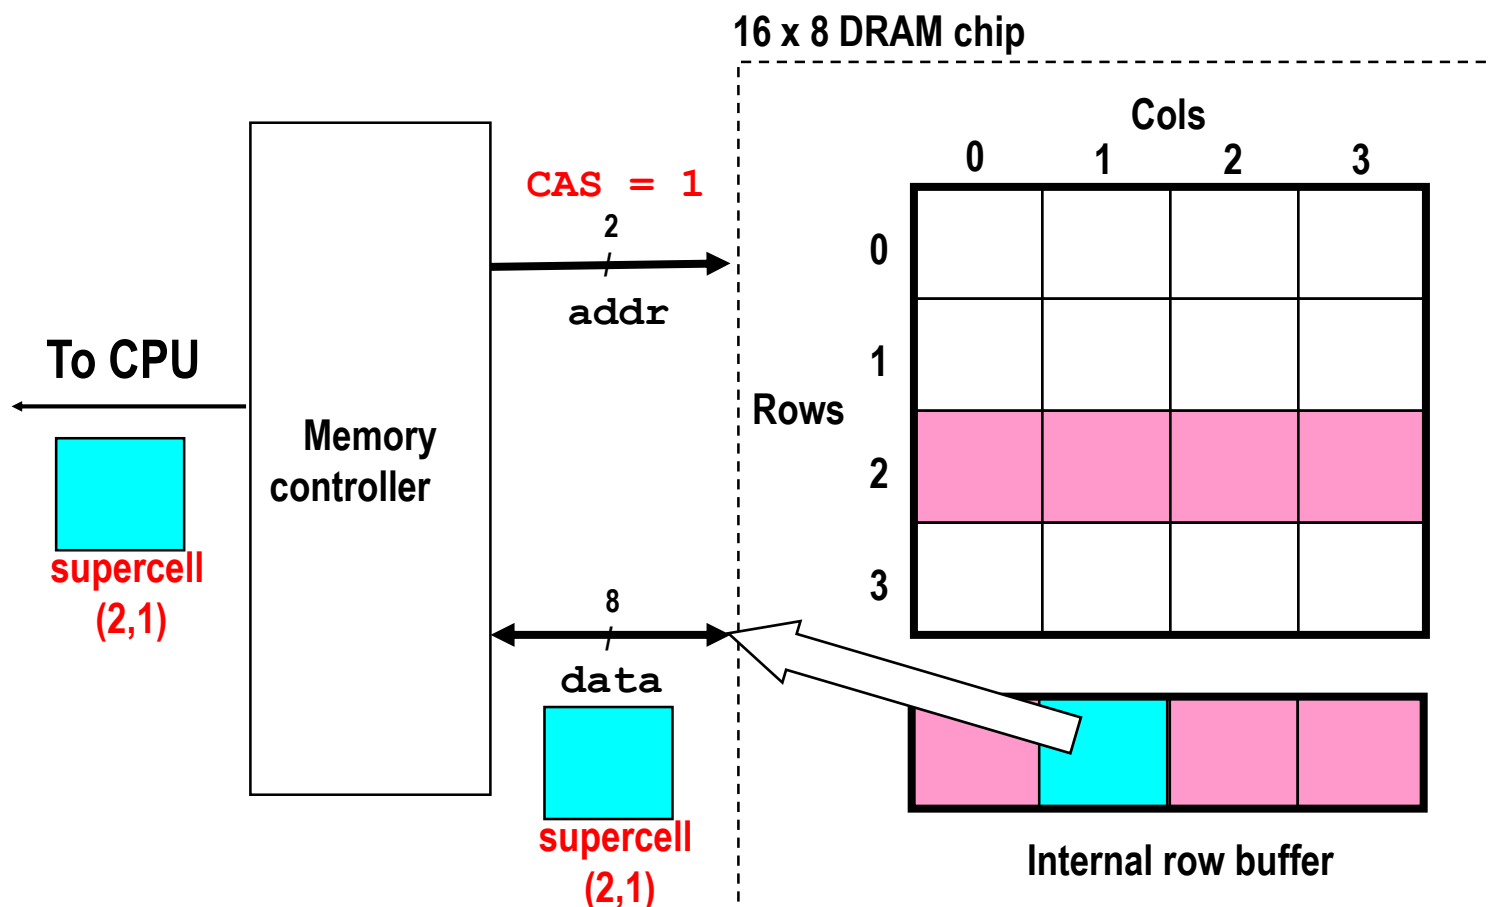 16 x 8 DRAM chip
Cols
0 1 2 3
CAS = 1
2
addr
0
To CPU
1
Rows
Memory
controller
2
supercell
(2,1)
3
8
data
supercell
(2,1)
Internal row buffer